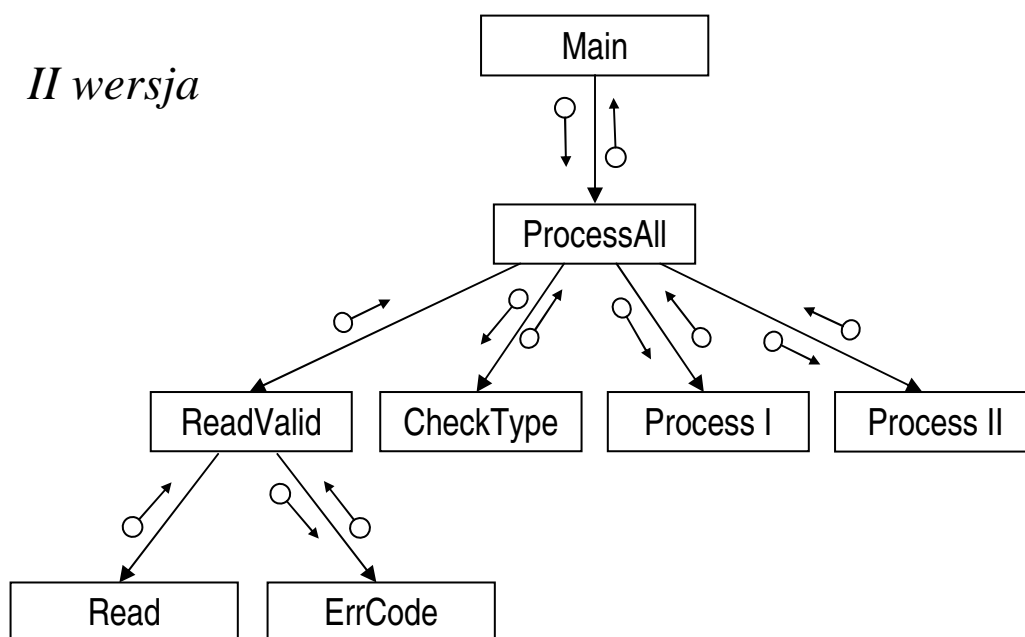 Main
II wersja
ProcessAll
ReadValid
CheckType
Process I
Process II
Read
ErrCode